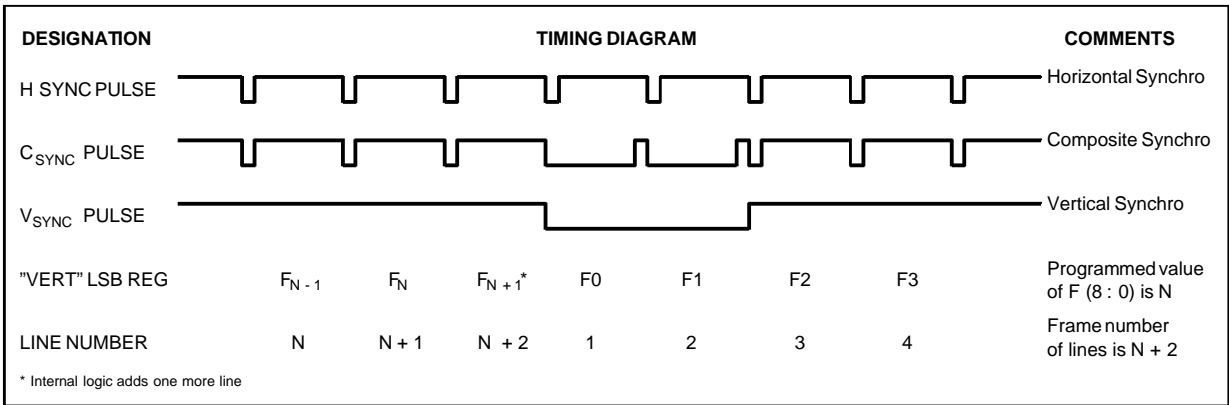 DESIGNATION TIMING DIAGRAM COMMENTS
H SYNC PULSE Horizontal Synchro
CSYNC PULSE Composite Synchro
VSYNC PULSE Vertical Synchro
"VERT" LSB REG FN - 1 FN FN + 1* F0 F1 F2 F3 Programmed value
of F (8 : 0) is N
LINE NUMBER N N + 1 N + 2 1 2 3 4 Frame number
of lines is N + 2
* Internal logic adds one more line